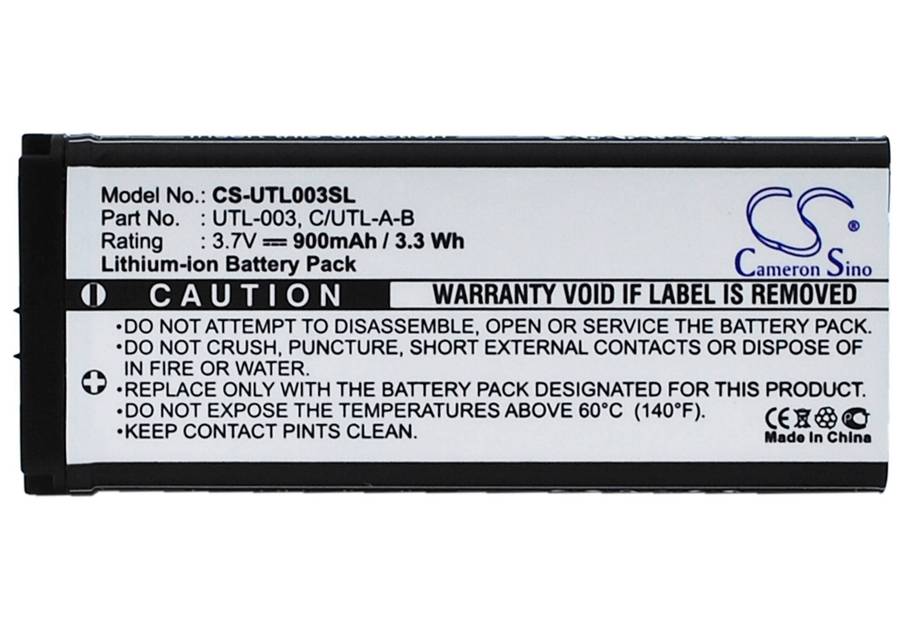 Model No.: CS-UTL003SL
Part No. : UTL-003, C/UTL-A-B
Rating : 3.7V 900mAh / 3.3 Wh
Lithium-ion Battery Pack
CS®
Cameron Sino
CAUTION WARRANTY VOID IF LABEL IS REMOVED
•DO NOT ATTEMPT TO DISASSEMBLE, OPEN OR SERVICE THE BATTERY PACK.
•DO NOT CRUSH, PUNCTURE, SHORT EXTERNAL CONTACTS OR DISPOSE OF
IN FIRE OR WATER.
•REPLACE ONLY WITH THE BATTERY PACK DESIGNATED FOR THIS PRODUCT.
•DO NOT EXPOSE THE TEMPERATURES ABOVE 60°C (140°F).
•KEEP CONTACT PINTS CLEAN.
CE
Made in China